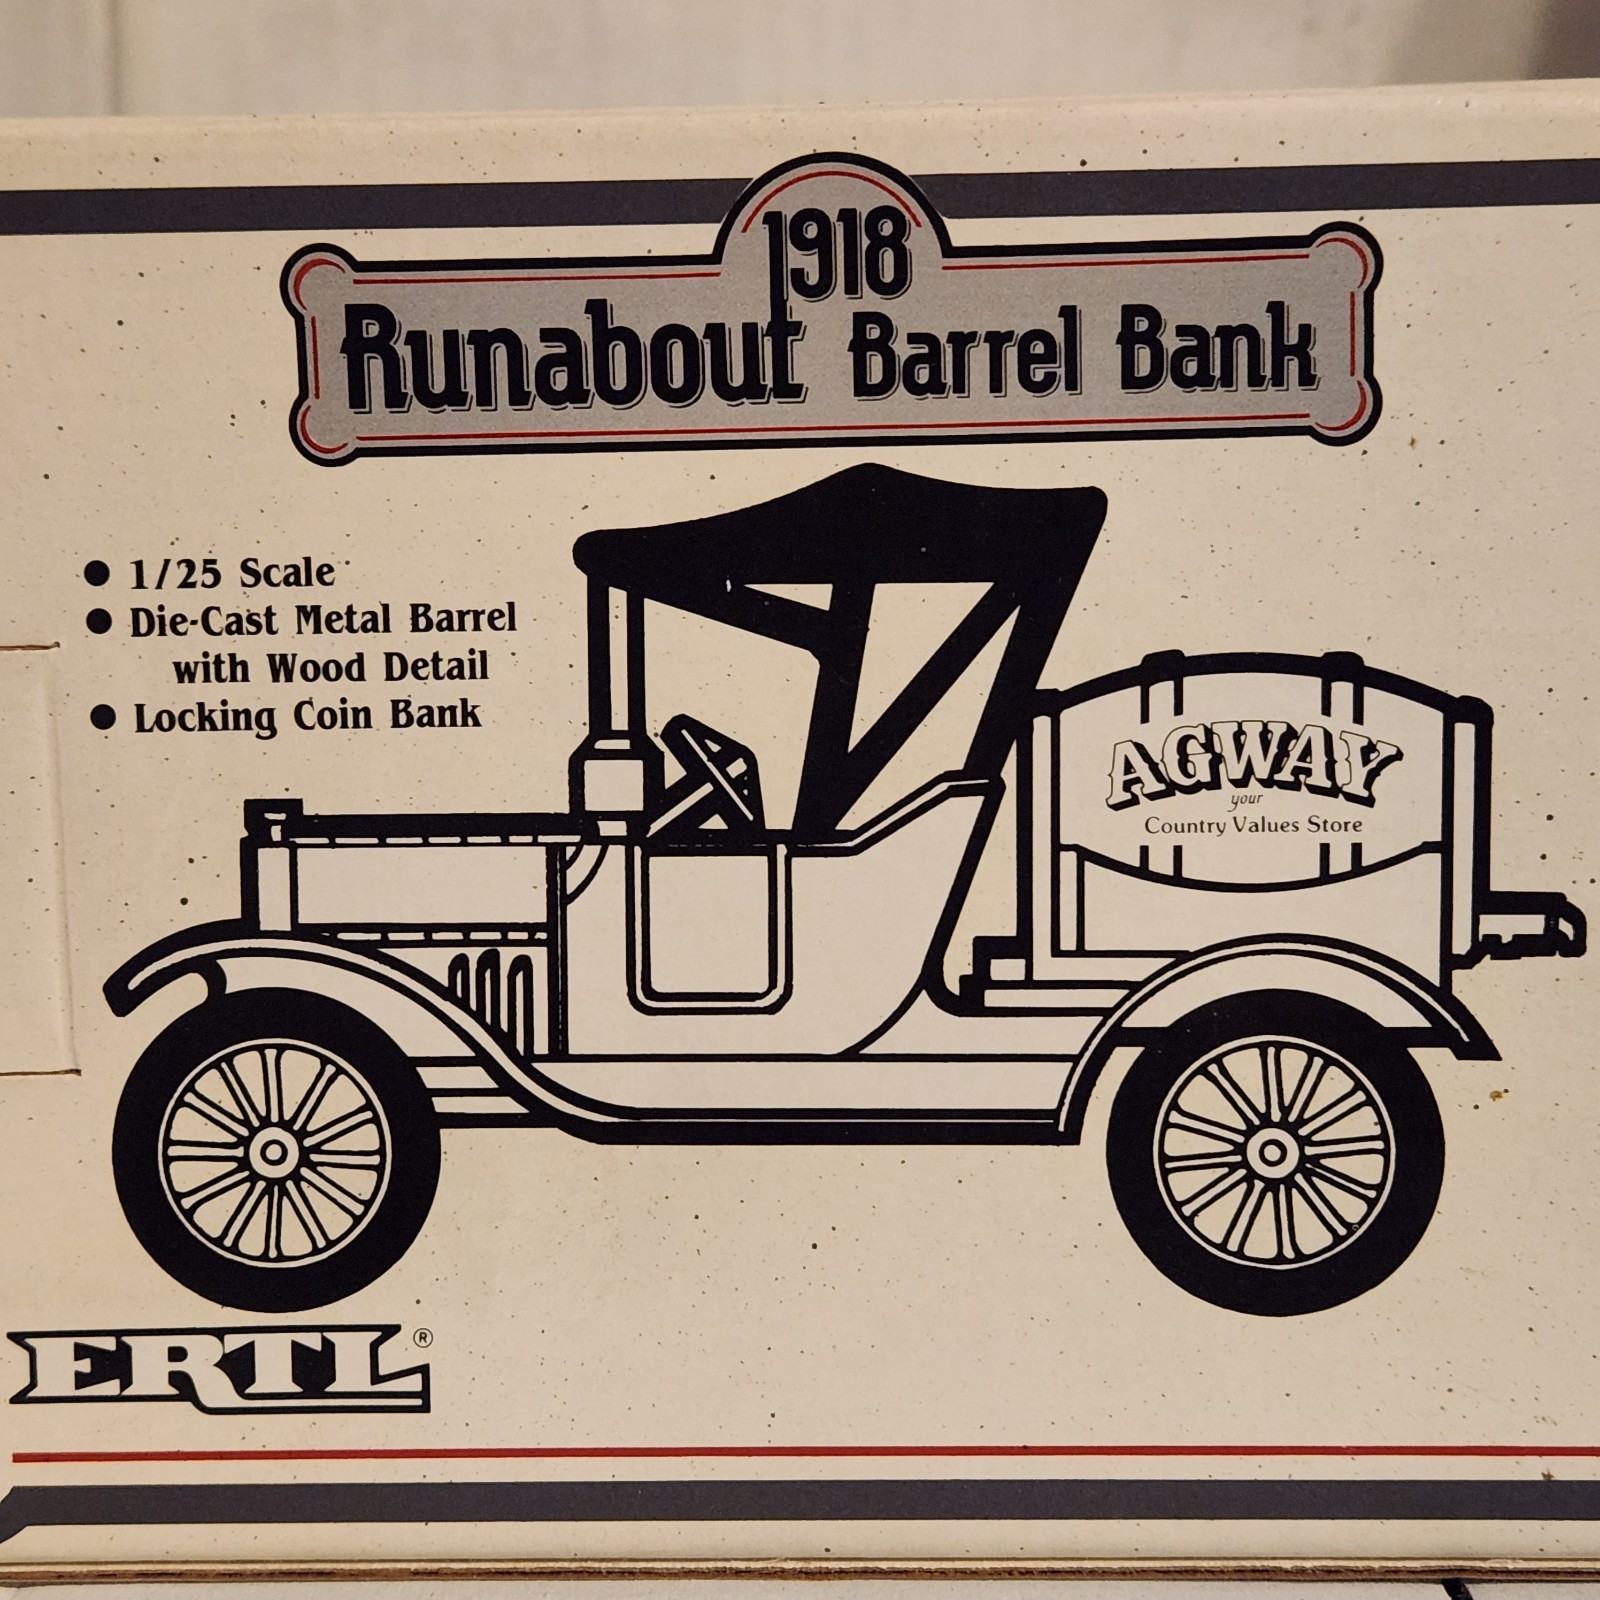 1918
Runabout Barrel Bank
● 1/25 Scale
● Die-Cast Metal Barrel
with Wood Detail
● Locking Coin Bank
AGWAY
your
Country Values Store
ERTL®